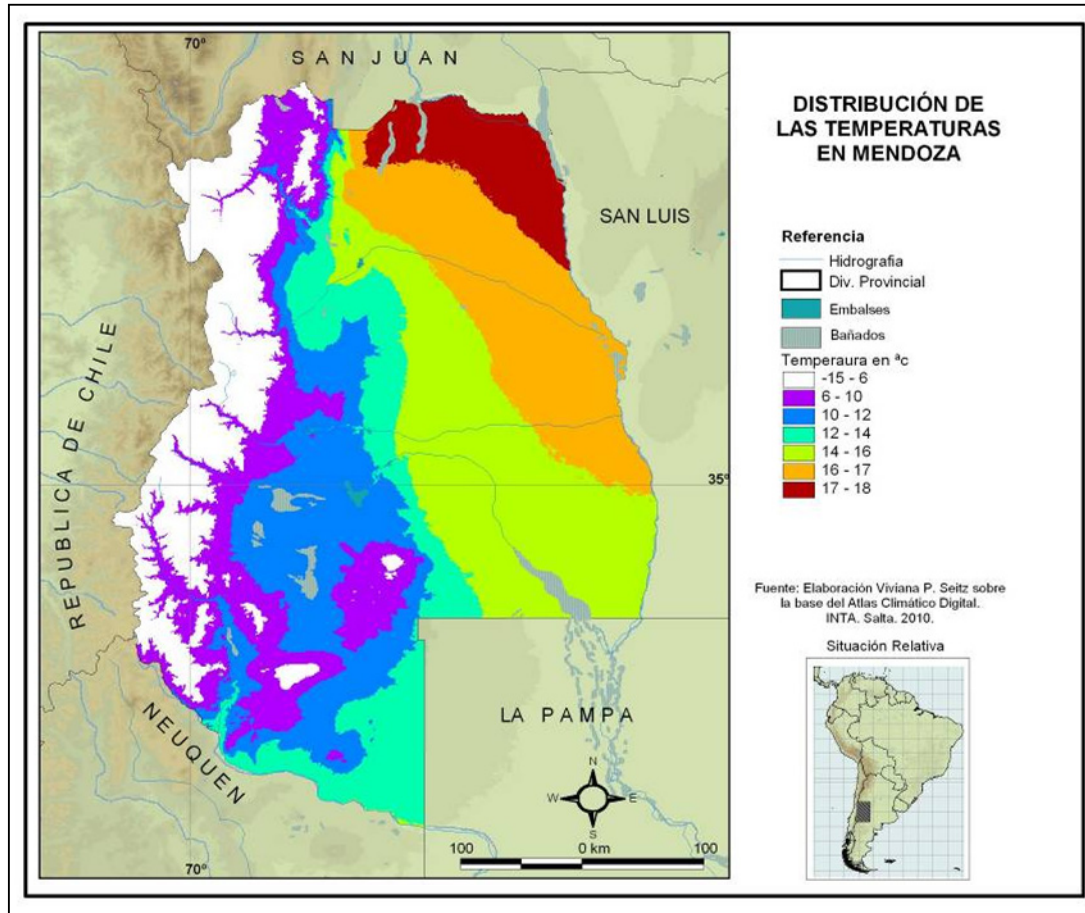 70º
SAN JUAN
SAN LUIS
REPUBLICA DE CHILE
35º
NEUQUEN
LA PAMPA
N
W
E
S
100
0 km
100
70º
DISTRIBUCIÓN DE
LAS TEMPERATURAS
EN MENDOZA
Referencia
Hidrografia
Div. Provincial
Embalses
Bañados
Temperaura en ªc
-15 - 6
6 - 10
10 - 12
12 - 14
14 - 16
16 - 17
17 - 18
Fuente: Elaboración Viviana P. Seitz sobre
la base del Atlas Climático Digital.
INTA. Salta. 2010.
Situación Relativa